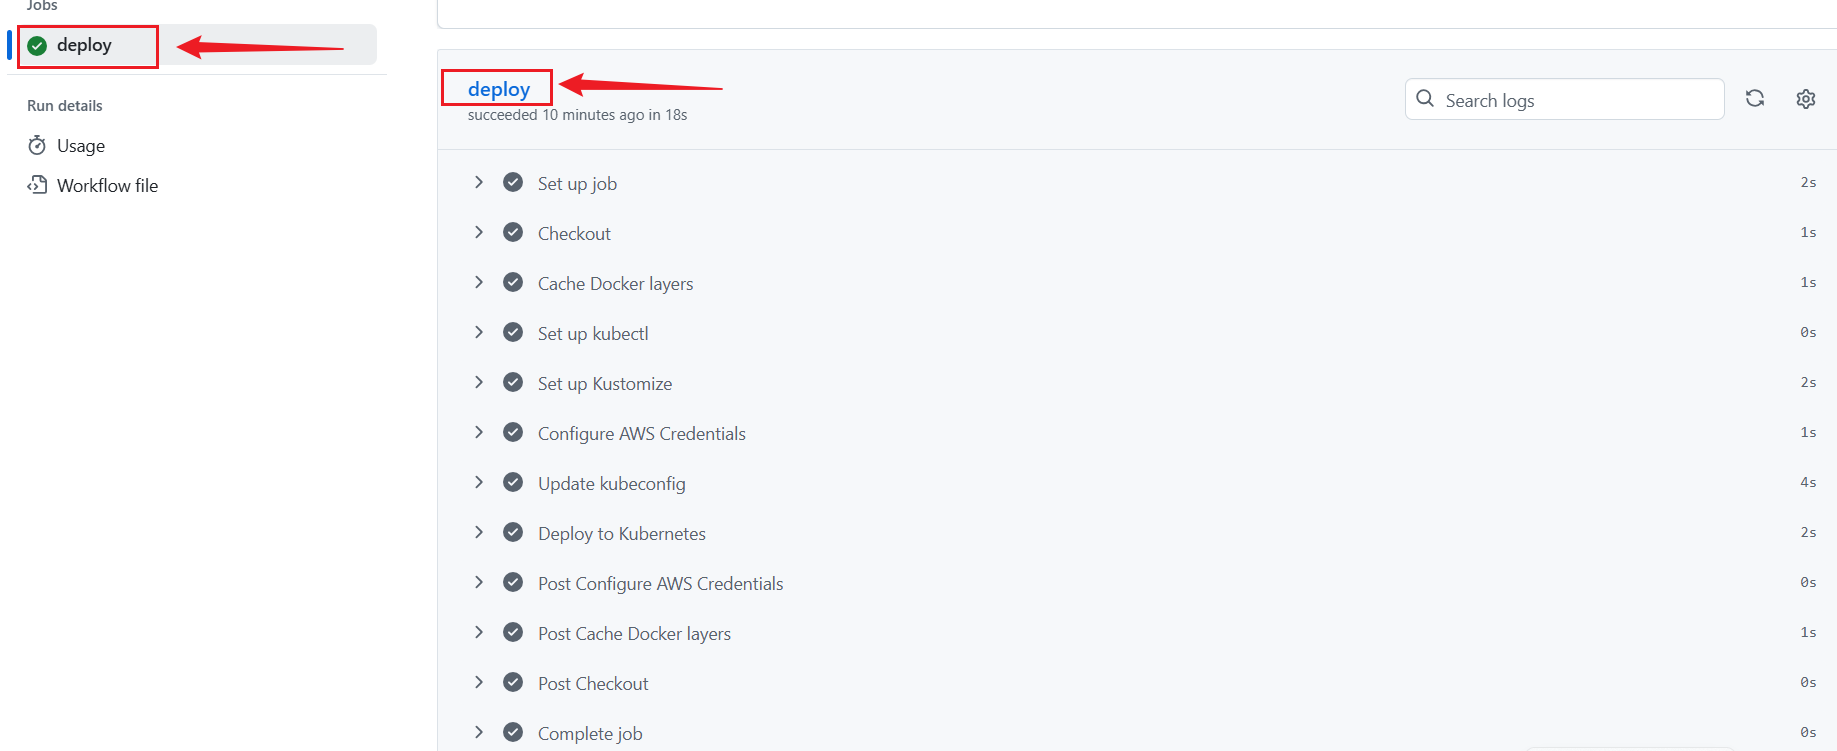 Jobs
deploy
Run details
Usage
Workflow file
deploy
succeeded 10 minutes ago in 18s
Search logs
Set up job 2s
Checkout 1s
Cache Docker layers 1s
Set up kubectl 0s
Set up Kustomize 2s
Configure AWS Credentials 1s
Update kubeconfig 4s
Deploy to Kubernetes 2s
Post Configure AWS Credentials 0s
Post Cache Docker layers 1s
Post Checkout 0s
Complete job 0s